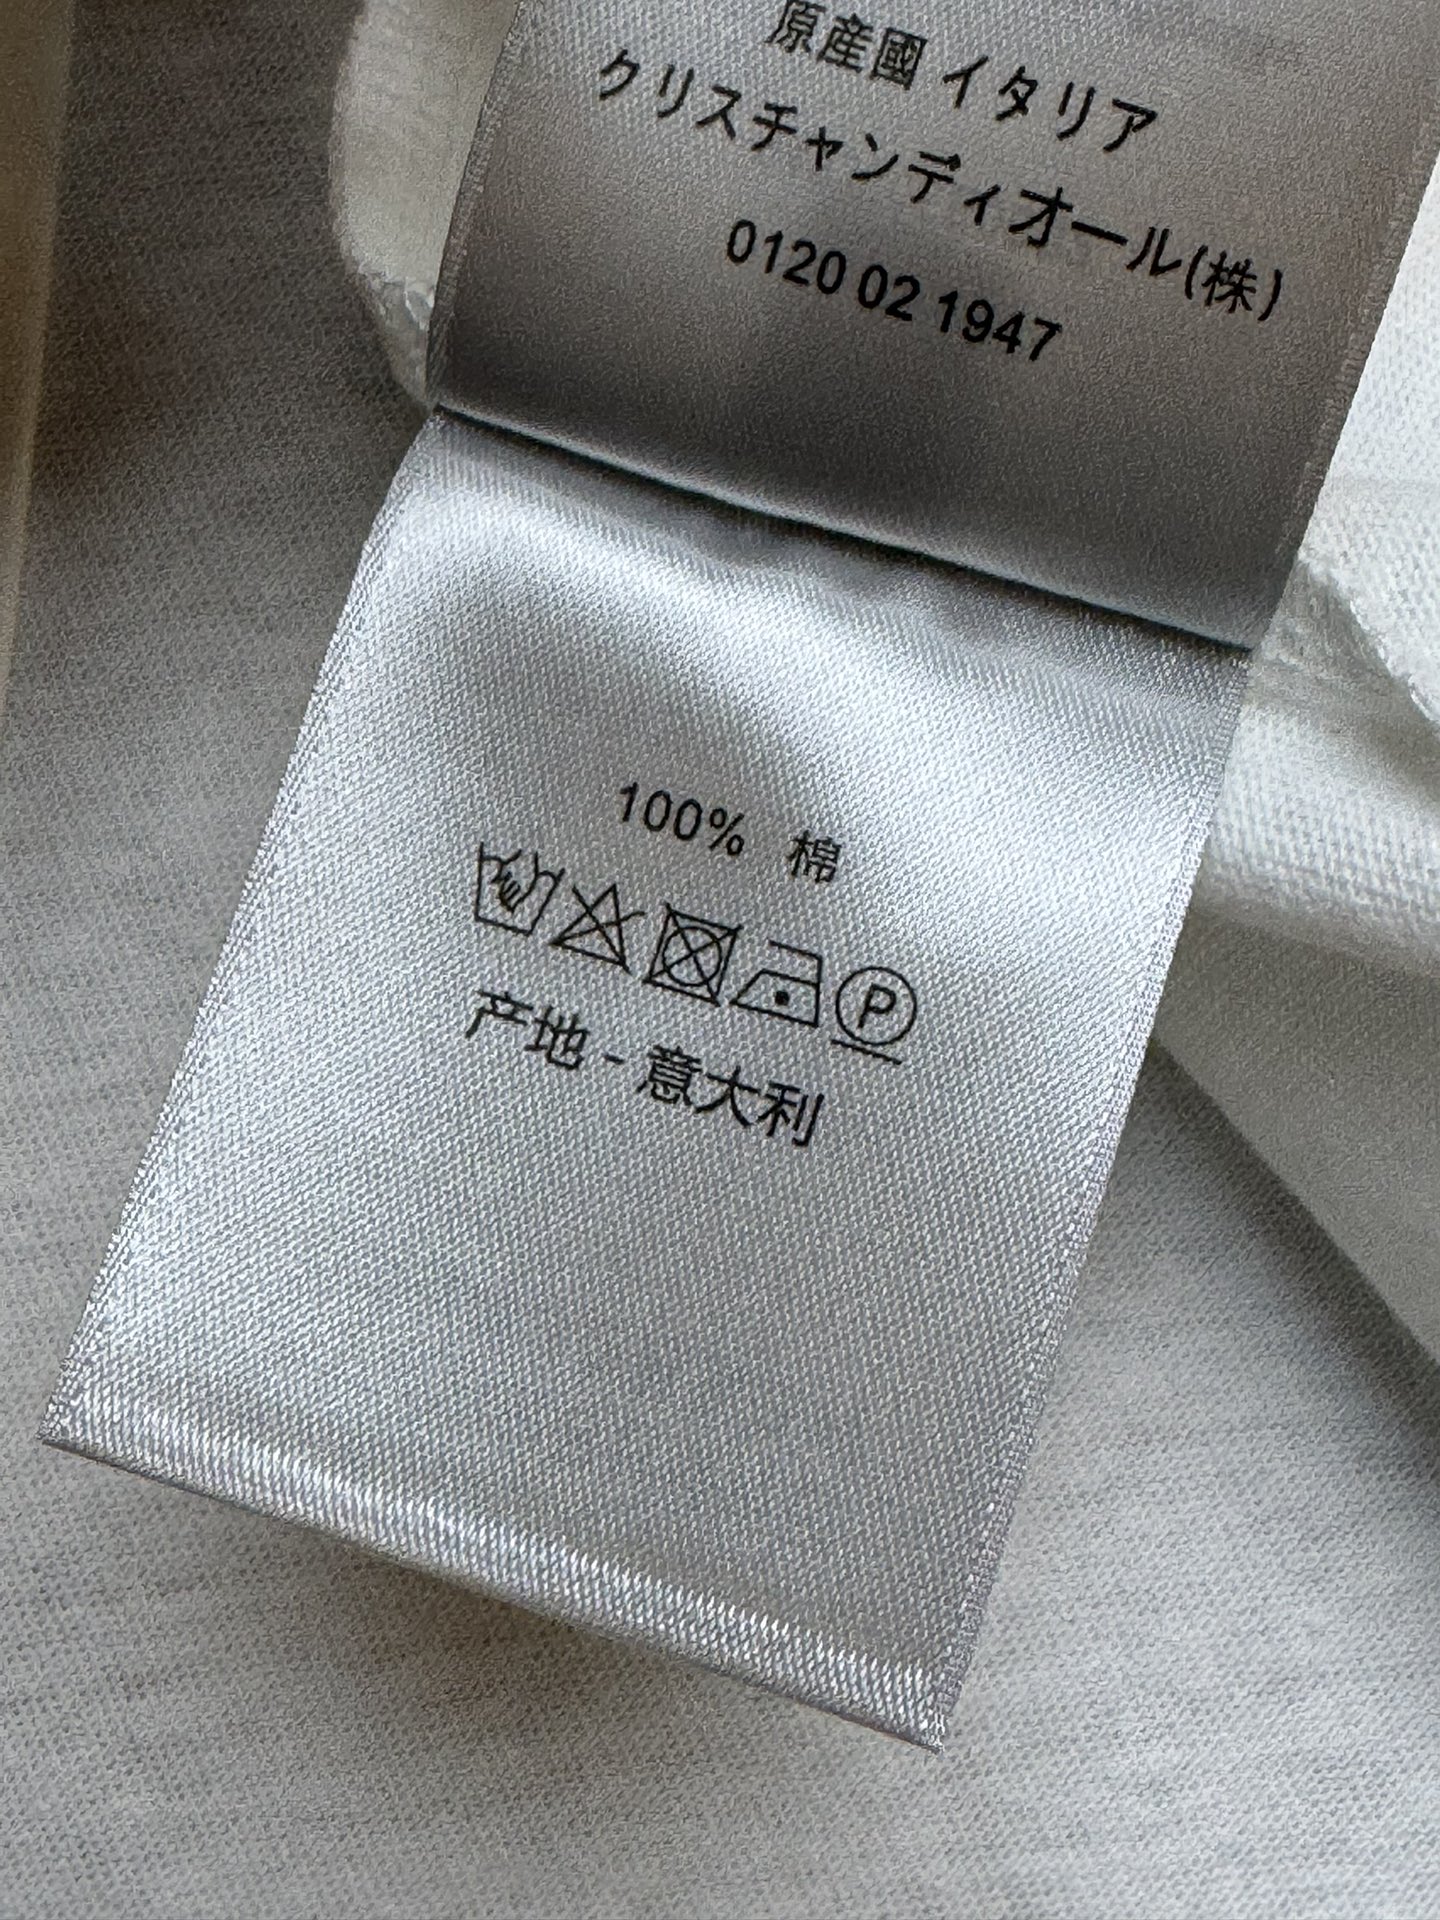 原産國 イタリア
クリスチャンディオール(株)
0120 02 1947
100% 棉
P
产地 - 意大利